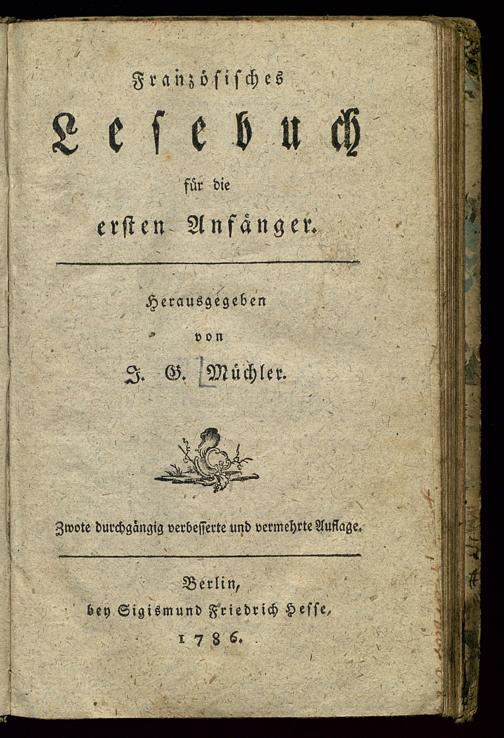 Französisches
Lesebuch
für die
ersten Anfänger.
Herausgegeben
von
J. G. Müchler.
Zwote durchgängig verbesserte und vermehrte Auflage.
Berlin,
bey Sigismund Friedrich Hesse,
1786.